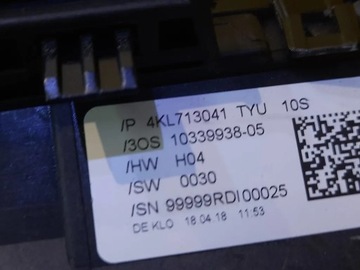 /P 4KL713041 TYU 10S
/3OS 10339938-05
/HW H04
/SW 0030
/SN 99999RDI00025
DE KLO 18.04.18 11:53